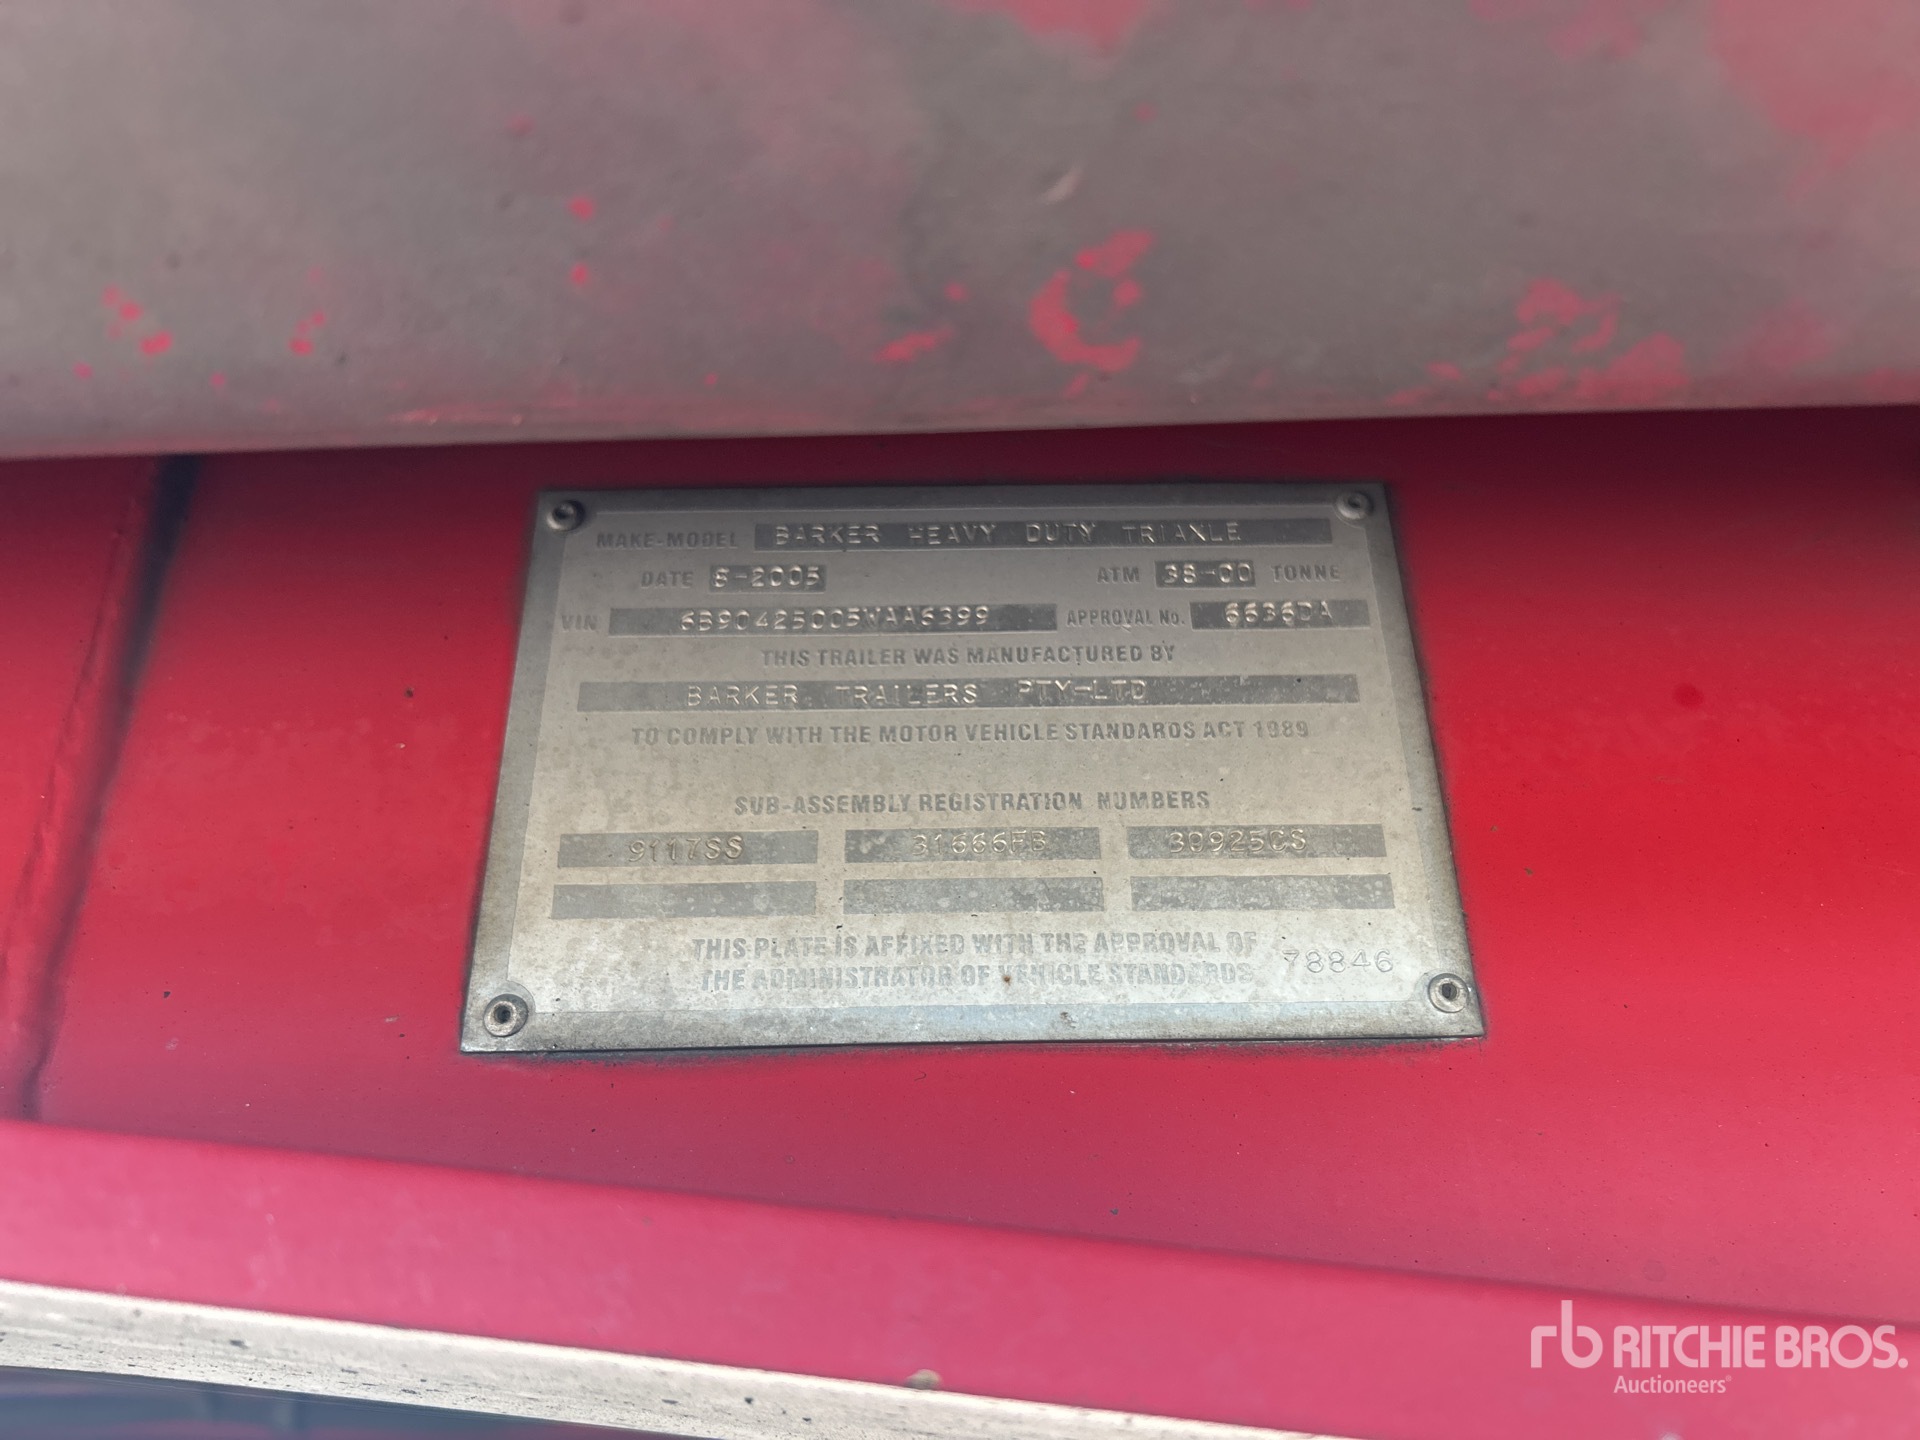 MAKE-MODEL BARKER HEAVY DUTY TRIAXLE
DATE 6-2005 ATM 38-00 TONNE
VIN 6B90425005VAA6399 APPROVAL No. 6636DA
THIS TRAILER WAS MANUFACTURED BY
BARKER TRAILERS PTY-LTD
TO COMPLY WITH THE MOTOR VEHICLE STANDARDS ACT 1989
SUB-ASSEMBLY REGISTRATION NUMBERS
9117SS 31666FB 30925CS
THIS PLATE IS AFFIXED WITH THE APPROVAL OF
THE ADMINISTRATOR OF VEHICLE STANDARDS 78846
rb RITCHIE BROS.
Auctioneers